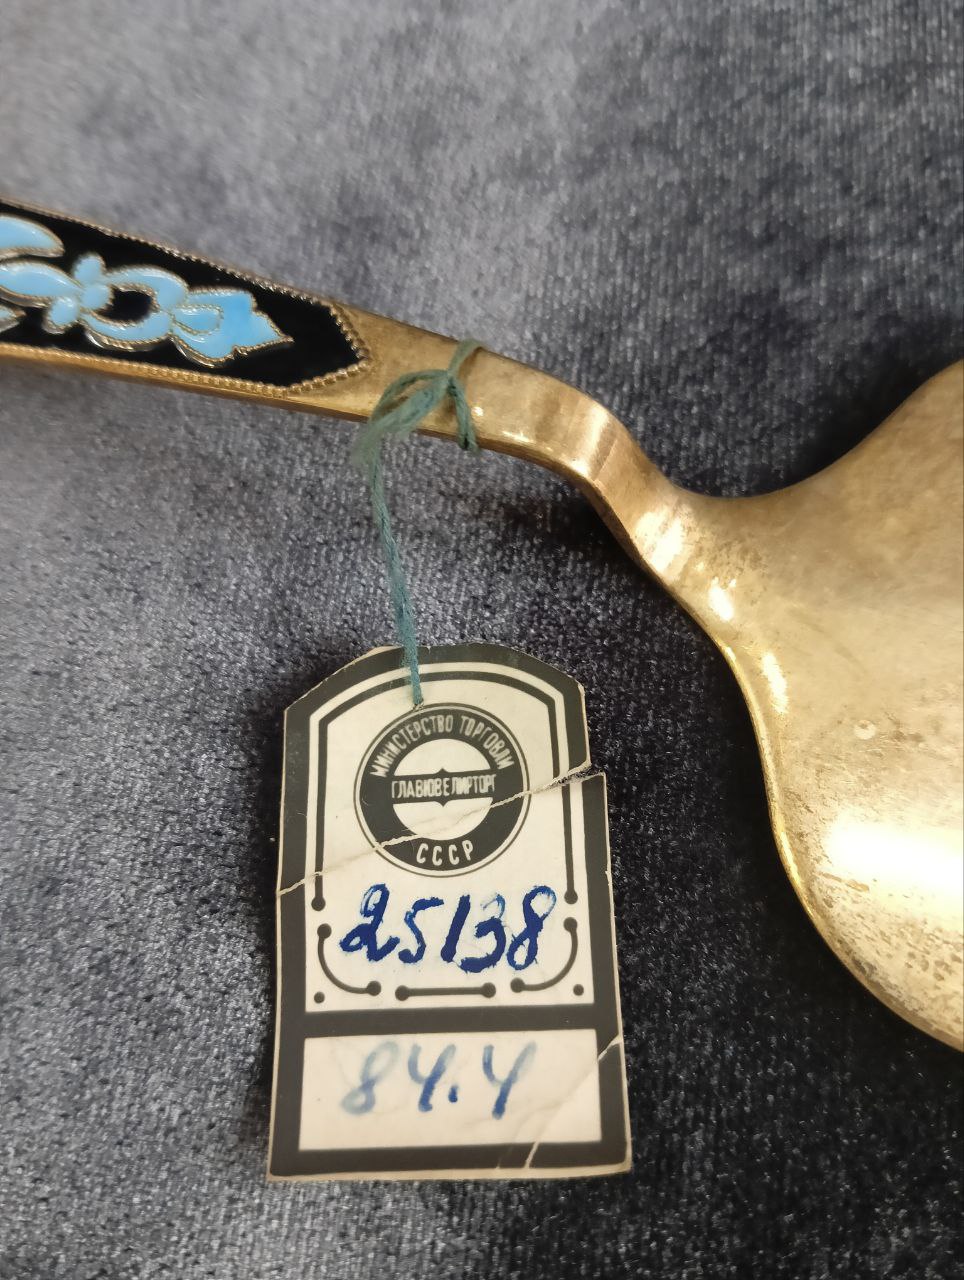 МИНИСТЕРСТВО ТОРГОВЛИ
ГЛАВЮВЕЛИРТОРГ
СССР
25138
84.4